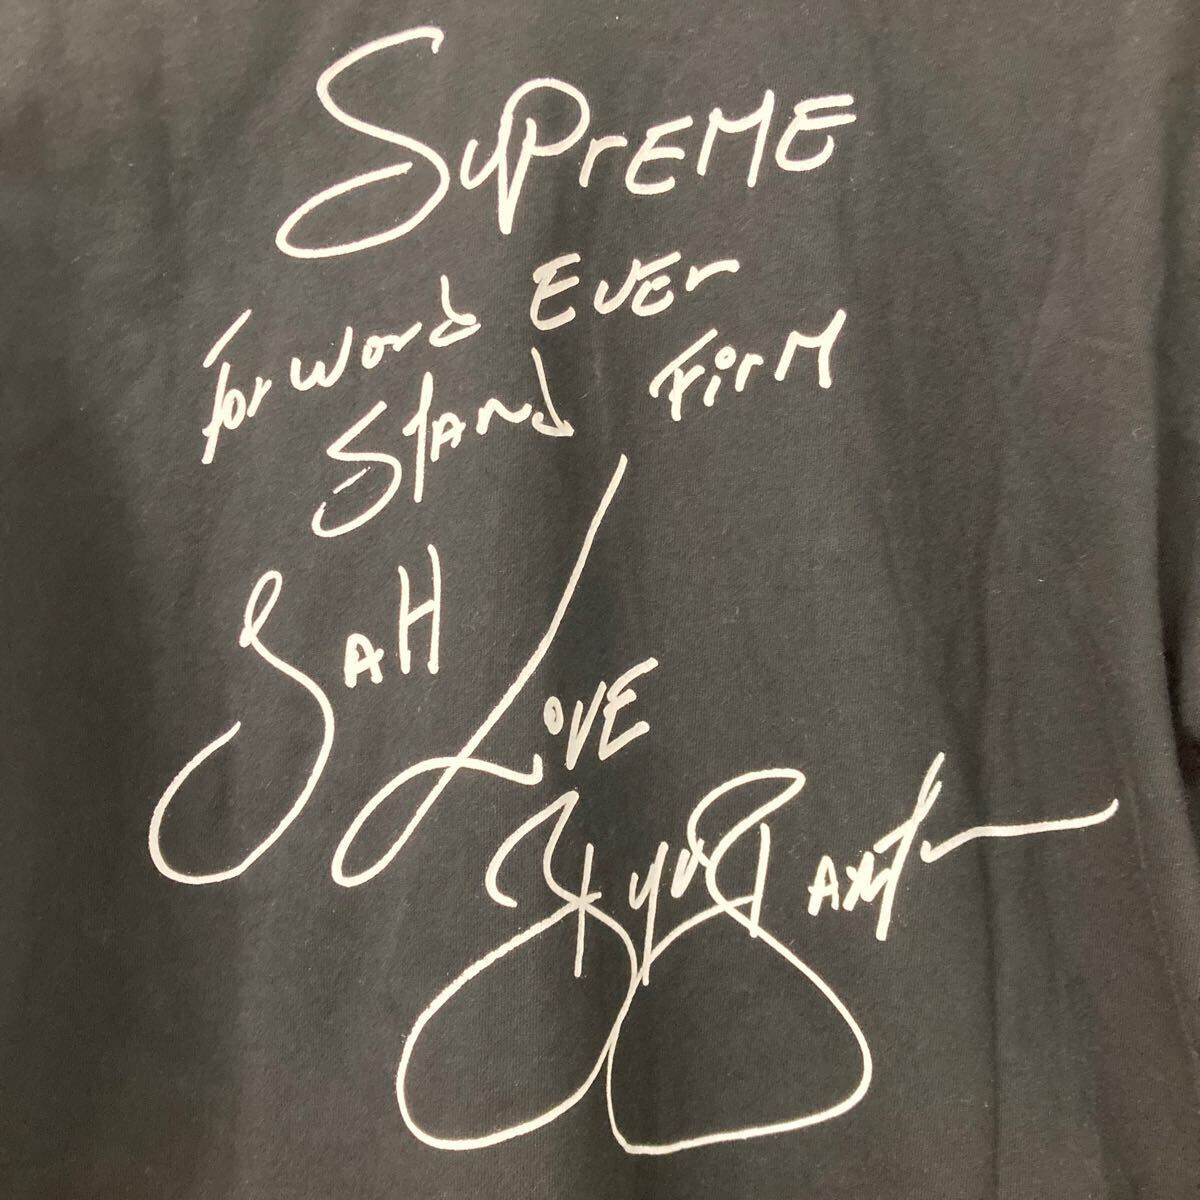 SuPrEME
ForWord EvEr
StANd FirM
JAH
LovE